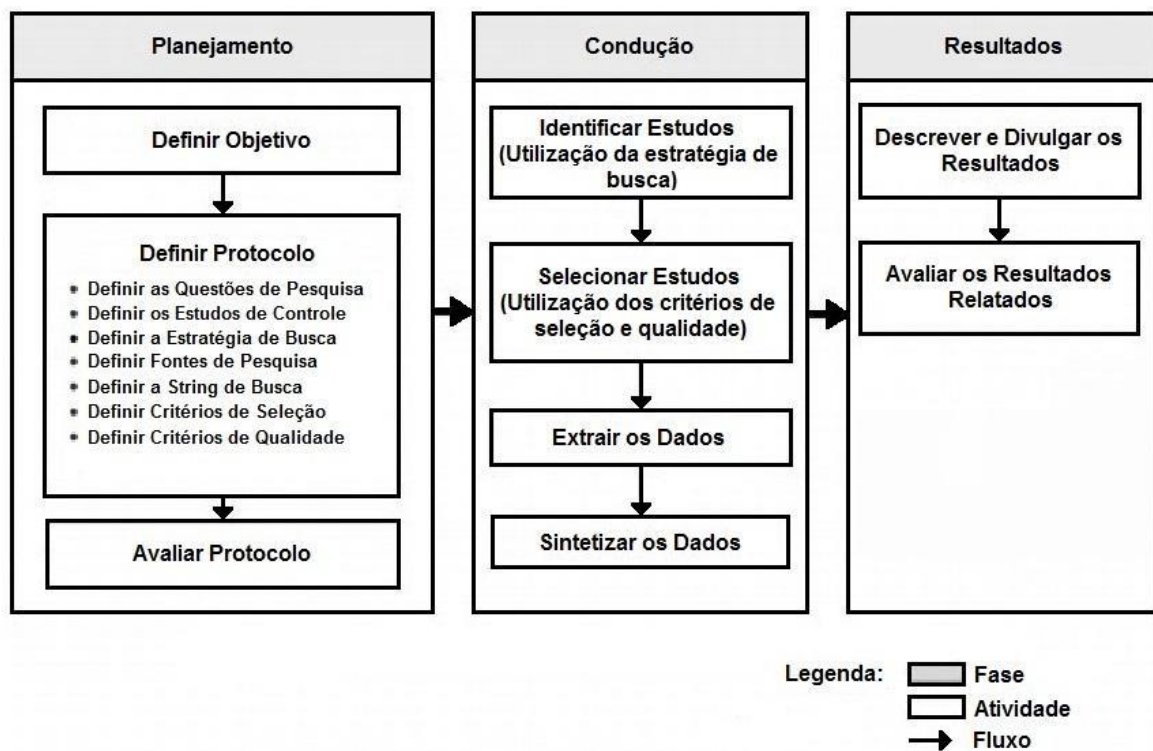 Planejamento
Definir Objetivo
Definir Protocolo
Definir as Questões de Pesquisa
Definir os Estudos de Controle
Definir a Estratégia de Busca
Definir Fontes de Pesquisa
Definir a String de Busca
Definir Critérios de Seleção
Definir Critérios de Qualidade
Avaliar Protocolo
Condução
Identificar Estudos
(Utilização da estratégia de
busca)
Selecionar Estudos
(Utilização dos critérios de
seleção e qualidade)
Extrair os Dados
Sintetizar os Dados
Resultados
Descrever e Divulgar os
Resultados
Avaliar os Resultados
Relatados
Legenda:
Fase
Atividade
Fluxo